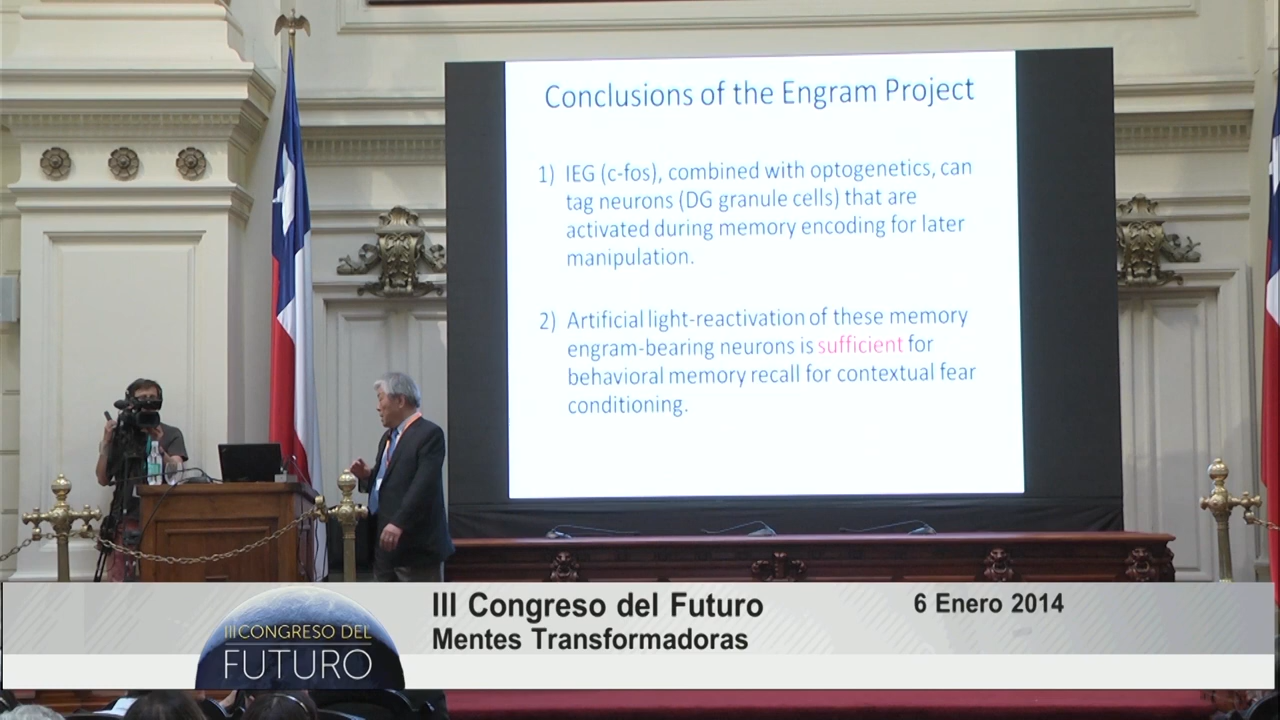 Conclusions of the Engram Project
1) IEG (c-fos), combined with optogenetics, can
tag neurons (DG granule cells) that are
activated during memory encoding for later
manipulation.
2) Artificial light-reactivation of these memory
engram-bearing neurons is sufficient for
behavioral memory recall for contextual fear
conditioning.
III Congreso del Futuro
6 Enero 2014
Mentes Transformadoras
III CONGRESO DEL
FUTURO